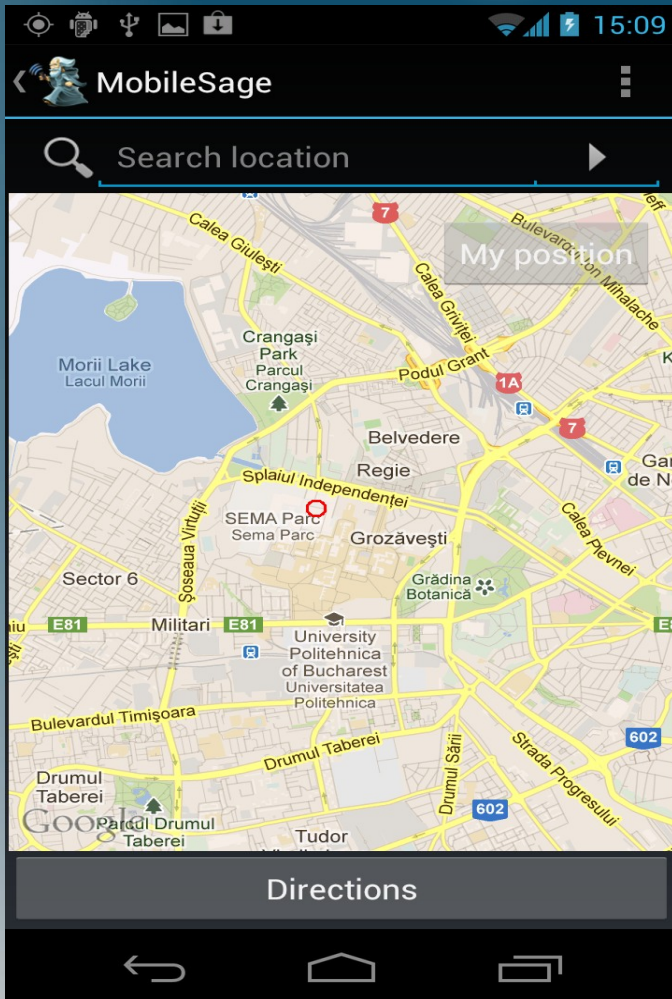 15:09
MobileSage
Search location
My position
Calea Giulești
7
Bulevardul Ion Mihalache
Calea Griviței
Crangași
Park
Parcul
Crangași
Morii Lake
Lacul Morii
Podul Grant
1A
7
Belvedere
Regie
Splaiul Independenței
Șoseaua Virtuții
SEMA Parc
Sema Parc
Grozăvești
Calea Plevnei
Sector 6
Grădina
Botanică
E81
Militari
E81
University
Politehnica
of Bucharest
Universitatea
Politehnica
Bulevardul Timișoara
Drumul Taberei
Drumul Sării
Strada Progresului
602
602
Drumul
Taberei
Google
Parcul Drumul
Taberei
Tudor
Directions